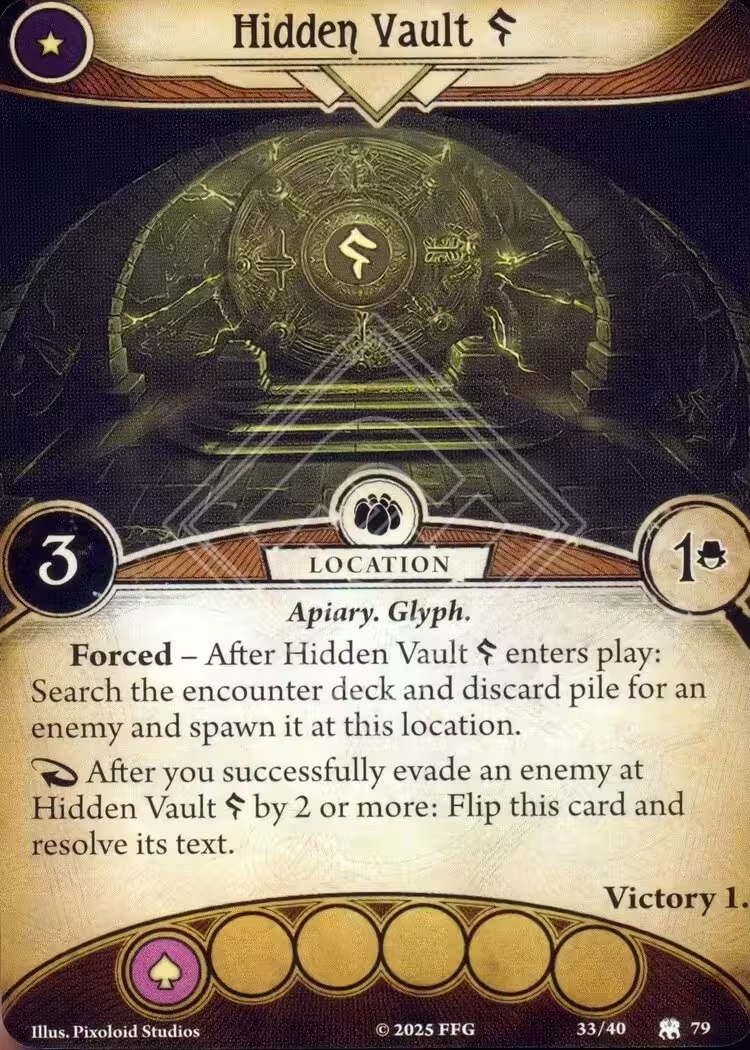 Hidden Vault
3
LOCATION
1
Apiary. Glyph.
Forced – After Hidden Vault enters play:
Search the encounter deck and discard pile for an
enemy and spawn it at this location.
After you successfully evade an enemy at
Hidden Vault by 2 or more: Flip this card and
resolve its text.
Victory 1.
Illus. Pixoloid Studios
© 2025 FFG
33/40
79